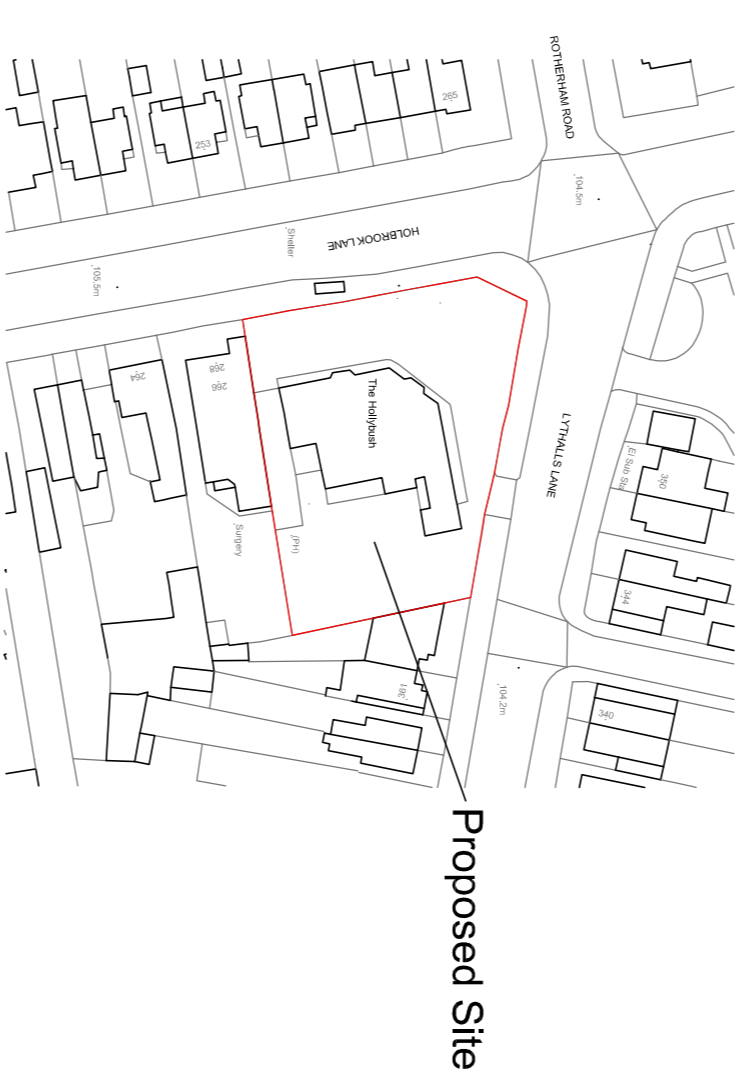 ROTHERHAM ROAD
265
253
104.5m
HOLBROOK LANE
Shelter
105.5m
264
268
266
The Hollybush
LYTHALLS LANE
El Sub Sta
350
344
Surgery
(PH)
361
104.2m
340
Proposed Site